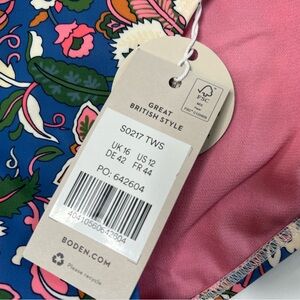 FSC
MIX
GREAT
BRITISH STYLE
S0217 TWS
UK 16 US 12
DE 42 FR 44
PO: 642604
BODEN.COM
Please recycle